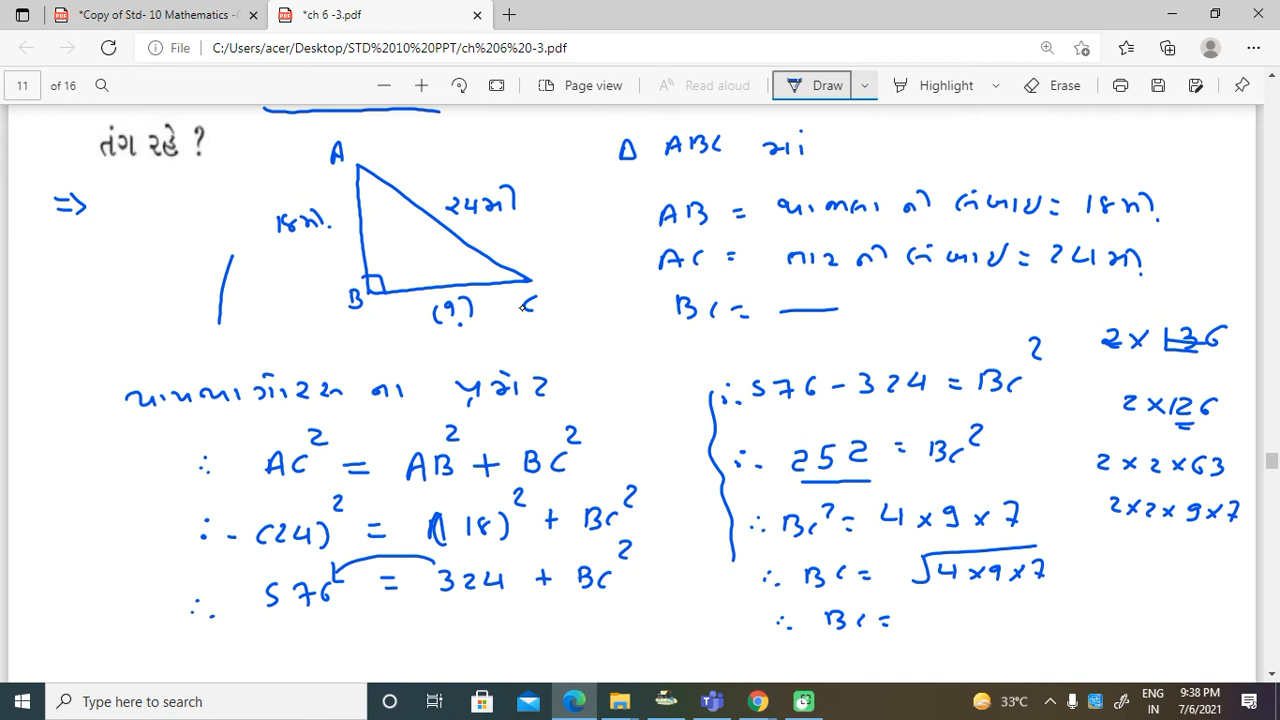 *Copy of Std- 10 Mathematics - G
*ch 6 -3.pdf
File C:/Users/acer/Desktop/STD%2010%20PPT/ch%206%20-3.pdf
11 of 16 Page view Read aloud Draw Highlight Erase
તંગ રહે ?
⇒
A
18મી.
24મી
B
(?)
C
Δ ABC માં
AB = થાંભલા ની લંબાઈ = 18મી.
AC = તાર ની લંબાઈ = 24મી.
BC = ___
પાયથાગોરસ ના પ્રમેય
∴ AC² = AB² + BC²
∴ (24)² = (18)² + BC²
∴ 576 = 324 + BC²
∴ 576 - 324 = BC²
∴ 252 = BC²
∴ BC² = 4 × 9 × 7
∴ BC = √4 × 9 × 7
∴ BC =
2 × 126
2 × 2 × 63
2 × 2 × 9 × 7
Type here to search
33°C
ENG
IN
9:38 PM
7/6/2021